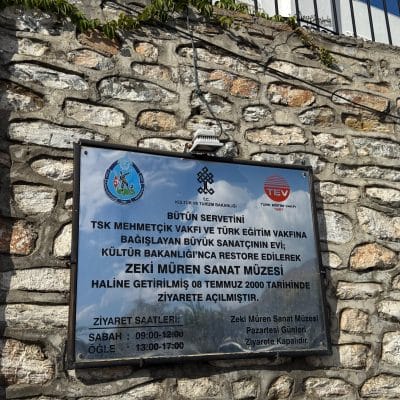 T.C.
KÜLTÜR VE TURİZM BAKANLIĞI
TEV
TÜRK EĞİTİM VAKFI
BÜTÜN SERVETİNİ
TSK MEHMETÇİK VAKFI VE TÜRK EĞİTİM VAKFINA
BAĞIŞLAYAN BÜYÜK SANATÇININ EVİ;
KÜLTÜR BAKANLIĞI'NCA RESTORE EDİLEREK
ZEKİ MÜREN SANAT MÜZESİ
HALİNE GETİRİLMİŞ 08 TEMMUZ 2000 TARİHİNDE
ZİYARETE AÇILMIŞTIR.
ZİYARET SAATLERİ:
SABAH : 09:00-12:00
ÖĞLE : 13:00-17:00
Zeki Müren Sanat Müzesi
Pazartesi Günleri
Ziyarete Kapalıdır.